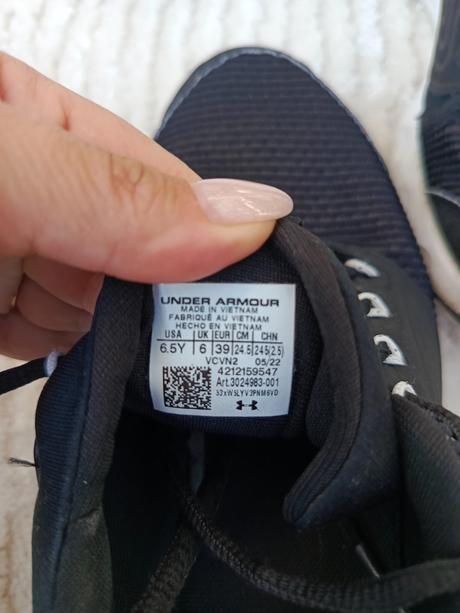 UNDER ARMOUR
MADE IN VIETNAM
FABRIQUÉ AU VIETNAM
HECHO EN VIETNAM
USA UK EUR CM CHN
6.5Y 6 39 24.5 245(2.5)
VCVN2 05/22
4212159547
Art.3024983-001